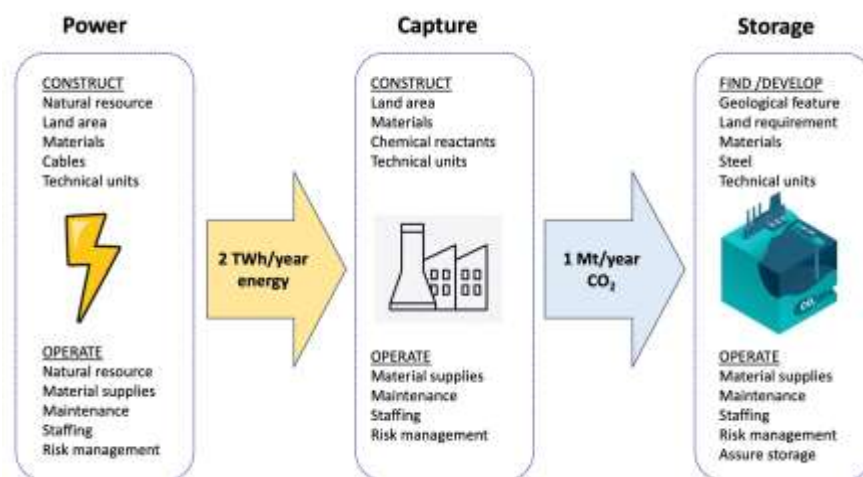 Power
CONSTRUCT
Natural resource
Land area
Materials
Cables
Technical units
OPERATE
Natural resource
Material supplies
Maintenance
Staffing
Risk management
2 TWh/year
energy
Capture
CONSTRUCT
Land area
Materials
Chemical reactants
Technical units
OPERATE
Material supplies
Maintenance
Staffing
Risk management
1 Mt/year
CO₂
Storage
FIND /DEVELOP
Geological feature
Land requirement
Materials
Steel
Technical units
CO₂
OPERATE
Material supplies
Maintenance
Staffing
Risk management
Assure storage